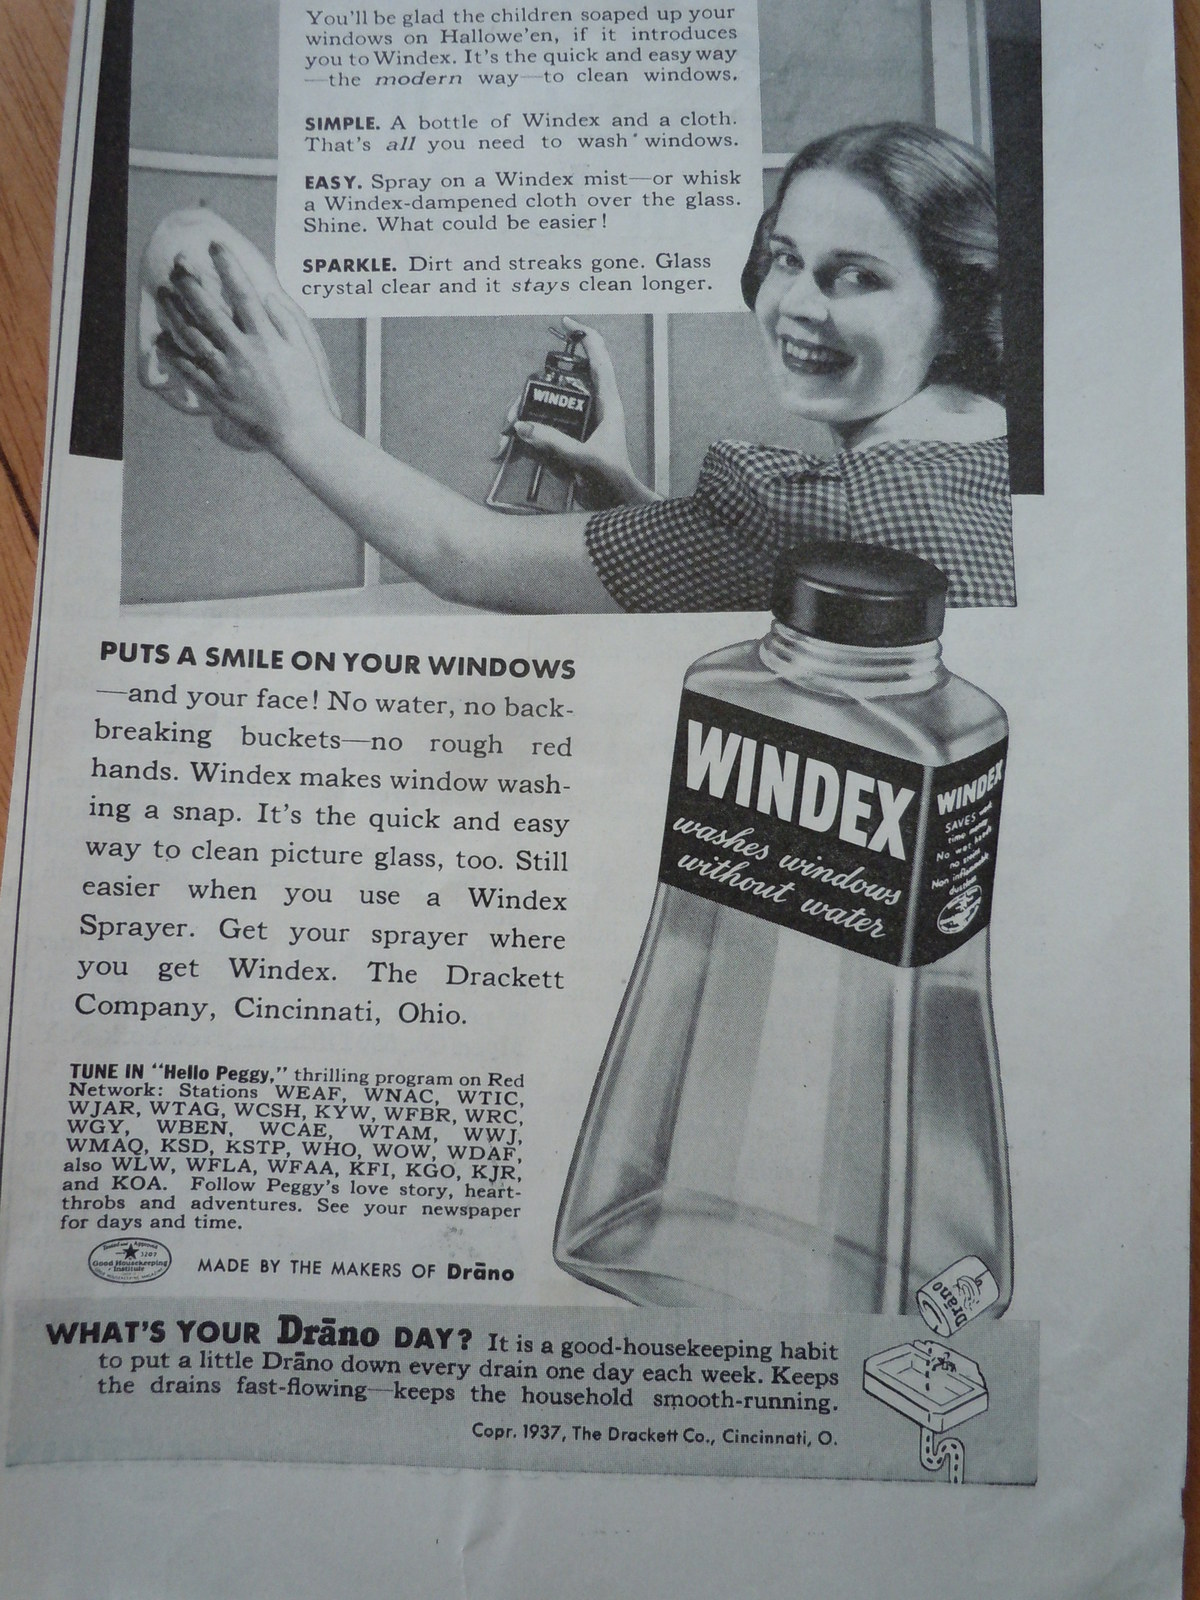 You'll be glad the children soaped up your
windows on Hallowe'en, if it introduces
you to Windex. It's the quick and easy way
—the modern way—to clean windows.
SIMPLE. A bottle of Windex and a cloth.
That's all you need to wash windows.
EASY. Spray on a Windex mist—or whisk
a Windex-dampened cloth over the glass.
Shine. What could be easier!
SPARKLE. Dirt and streaks gone. Glass
crystal clear and it stays clean longer.
WINDEX
PUTS A SMILE ON YOUR WINDOWS
—and your face! No water, no back-
breaking buckets—no rough red
hands. Windex makes window wash-
ing a snap. It's the quick and easy
way to clean picture glass, too. Still
easier when you use a Windex
Sprayer. Get your sprayer where
you get Windex. The Drackett
Company, Cincinnati, Ohio.
WINDEX
washes windows
without water
WINDEX
SAVES
time
No wet hands
no
Non inflammable
TUNE IN "Hello Peggy," thrilling program on Red
Network: Stations WEAF, WNAC, WTIC,
WJAR, WTAG, WCSH, KYW, WFBR, WRC,
WGY, WBEN, WCAE, WTAM, WWJ,
WMAQ, KSD, KSTP, WHO, WOW, WDAF,
also WLW, WFLA, WFAA, KFI, KGO, KJR,
and KOA. Follow Peggy's love story, heart-
throbs and adventures. See your newspaper
for days and time.
Good Housekeeping
Institute
MADE BY THE MAKERS OF Drāno
Drāno
WHAT'S YOUR Drāno DAY? It is a good-housekeeping habit
to put a little Drāno down every drain one day each week. Keeps
the drains fast-flowing—keeps the household smooth-running.
Copr. 1937, The Drackett Co., Cincinnati, O.